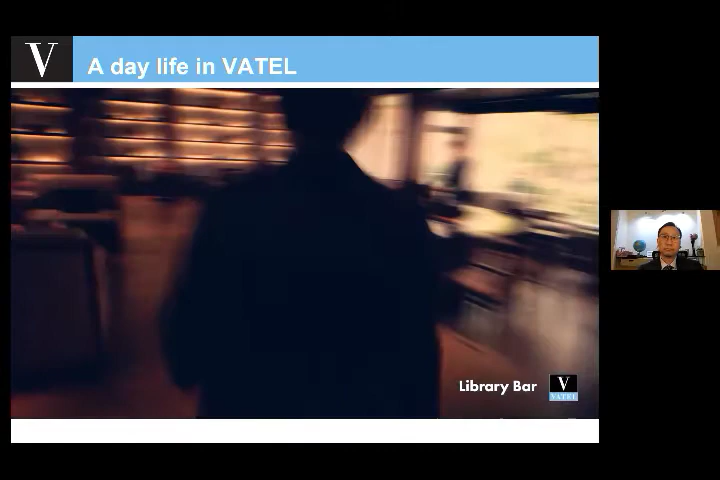 V
A day life in VATEL
Library Bar
V
VATEL